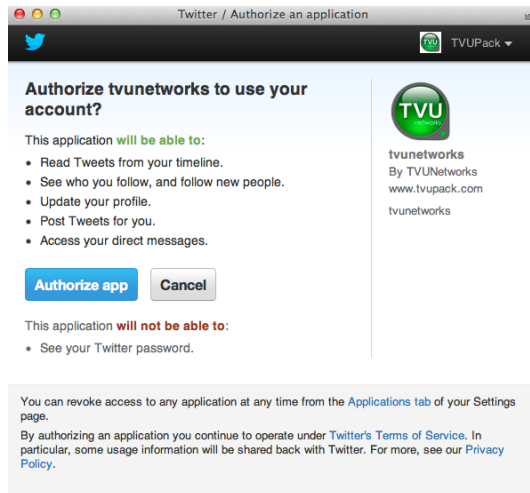 Twitter / Authorize an application
TVU
TVUPack
Authorize tvunetworks to use your
account?
This application will be able to:
• Read Tweets from your timeline.
• See who you follow, and follow new people.
• Update your profile.
• Post Tweets for you.
• Access your direct messages.
Authorize app
Cancel
This application will not be able to:
• See your Twitter password.
TVU
networks
tvunetworks
By TVUNetworks
www.tvupack.com
tvunetworks
You can revoke access to any application at any time from the Applications tab of your Settings
page.
By authorizing an application you continue to operate under Twitter's Terms of Service. In
particular, some usage information will be shared back with Twitter. For more, see our Privacy
Policy.